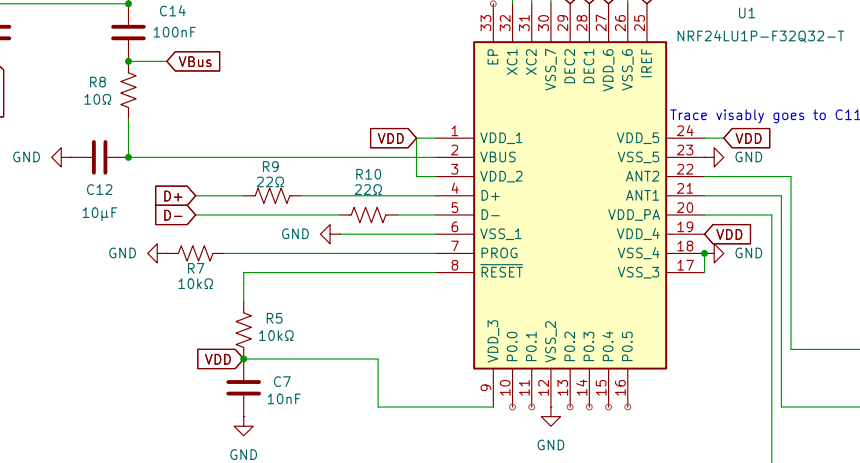 C14
100nF
VBus
R8
10Ω
GND
C12
10µF
U1
NRF24LU1P-F32Q32-T
Trace visably goes to C11
33
32
31
30
29
28
27
26
25
EP
XC1
XC2
VSS_7
DEC2
DEC1
VDD_6
VSS_6
IREF
VDD
1
VDD_1
2
VBUS
3
VDD_2
D+
R9
22Ω
4
D+
D-
R10
22Ω
5
D-
GND
6
VSS_1
GND
R7
10kΩ
7
PROG
8
RESET
VDD_5
24
VDD
VSS_5
23
GND
ANT2
22
ANT1
21
VDD_PA
20
VDD_4
19
VDD
VSS_4
18
GND
VSS_3
17
R5
10kΩ
VDD
C7
10nF
GND
VDD_3
P0.0
P0.1
VSS_2
P0.2
P0.3
P0.4
P0.5
9
10
11
12
13
14
15
16
GND